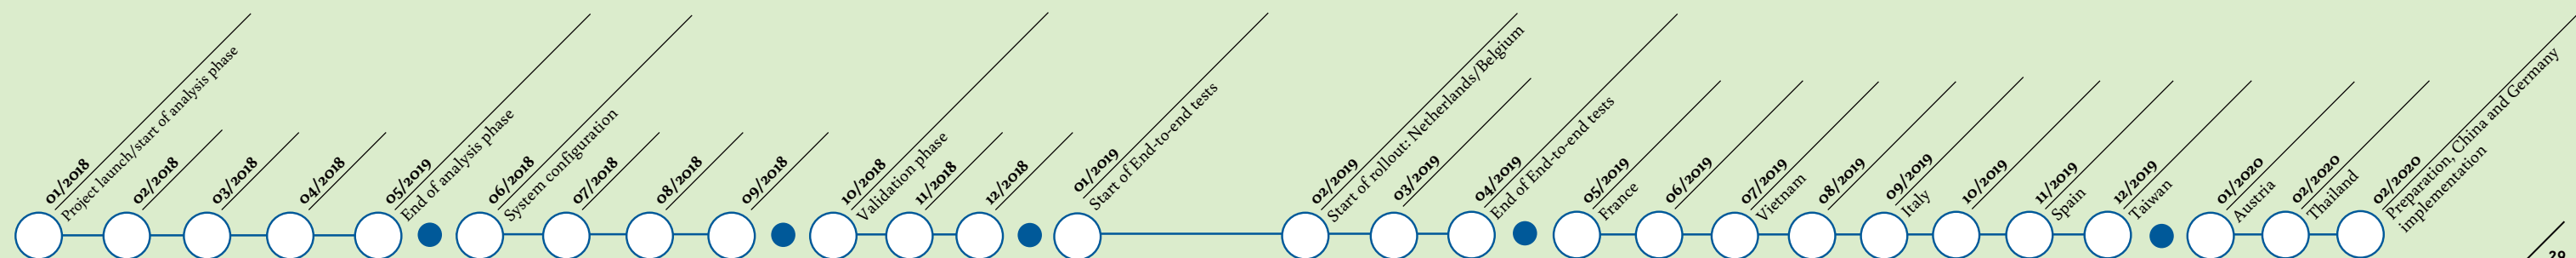 01/2018
Project launch/start of analysis phase
02/2018
03/2018
04/2018
05/2019
End of analysis phase
06/2018
System configuration
07/2018
08/2018
09/2018
10/2018
Validation phase
11/2018
12/2018
01/2019
Start of End-to-end tests
02/2019
Start of rollout: Netherlands/Belgium
03/2019
04/2019
End of End-to-end tests
05/2019
France
06/2019
07/2019
Vietnam
08/2019
09/2019
Italy
10/2019
11/2019
Spain
12/2019
Taiwan
01/2020
Austria
02/2020
Thailand
02/2020
Preparation, China and Germany
implementation